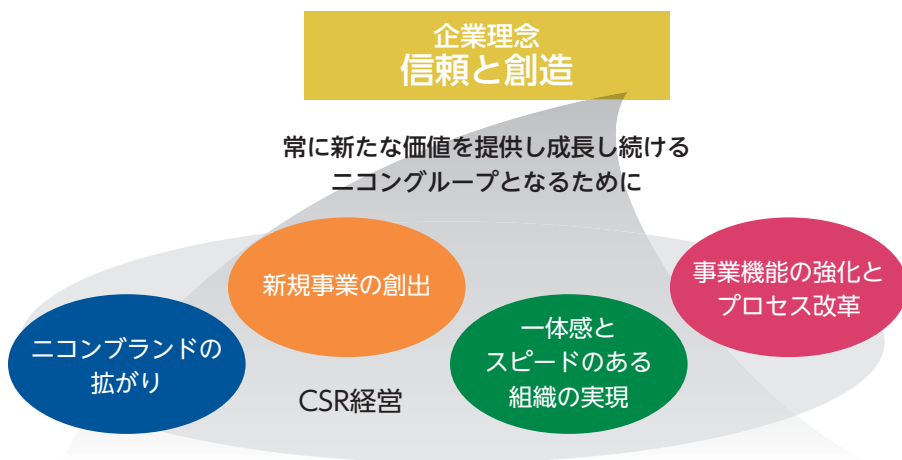 企業理念
信頼と創造
常に新たな価値を提供し成長し続ける
ニコングループとなるために
新規事業の創出
事業機能の強化と
プロセス改革
ニコンブランドの
拡がり
一体感と
スピードのある
組織の実現
CSR経営